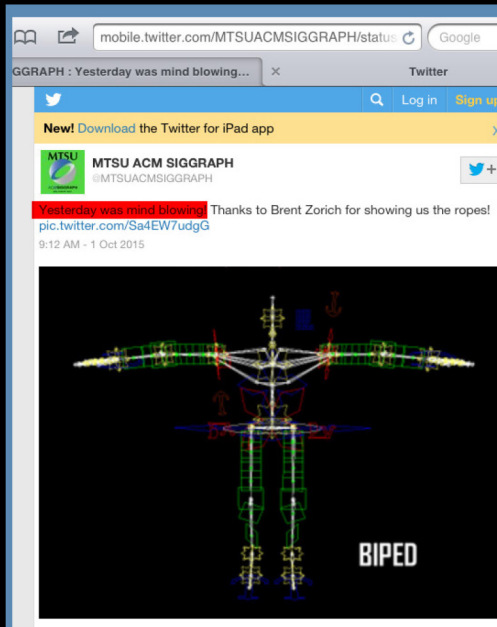 mobile.twitter.com/MTSUACMSIGGRAPH/status
Google
GGRAPH : Yesterday was mind blowing...
Twitter
Log in Sign up
New! Download the Twitter for iPad app
MTSU
MTSU ACM SIGGRAPH
@MTSUACMSIGGRAPH
Yesterday was mind blowing! Thanks to Brent Zorich for showing us the ropes!
pic.twitter.com/Sa4EW7udgG
9:12 AM - 1 Oct 2015
BIPED